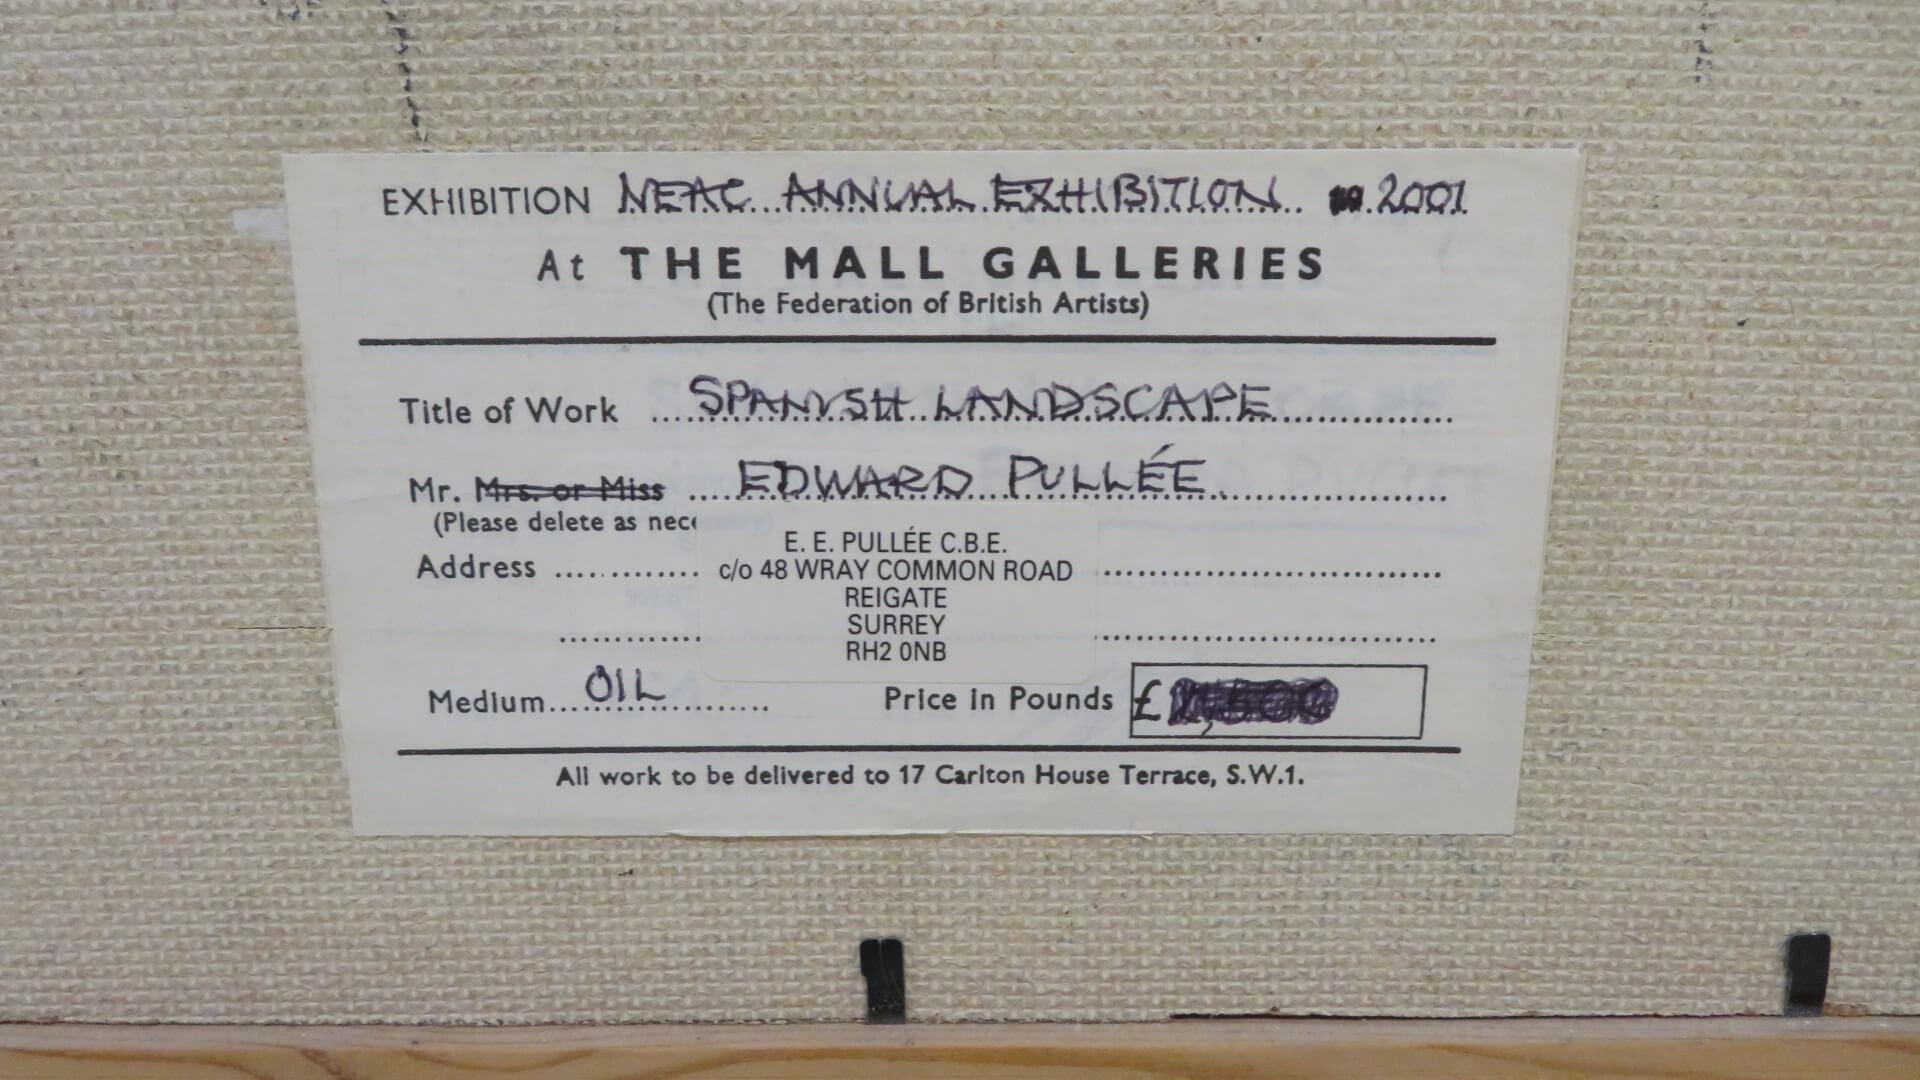 EXHIBITION NEAC ANNUAL EXHIBITION 2001
At THE MALL GALLERIES
(The Federation of British Artists)
Title of Work SPANISH LANDSCAPE
Mr. Mrs. or Miss EDWARD PULLÉE
(Please delete as nec
E. E. PULLÉE C.B.E.
Address c/o 48 WRAY COMMON ROAD
REIGATE
SURREY
RH2 0NB
Medium OIL Price in Pounds £
All work to be delivered to 17 Carlton House Terrace, S.W.1.